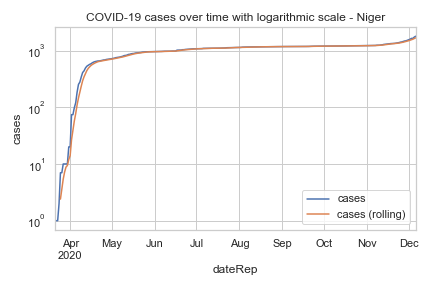 COVID-19 cases over time with logarithmic scale - Niger
10³
10²
10¹
10⁰
cases
cases
cases (rolling)
Apr May Jun Jul Aug Sep Oct Nov Dec
2020
dateRep